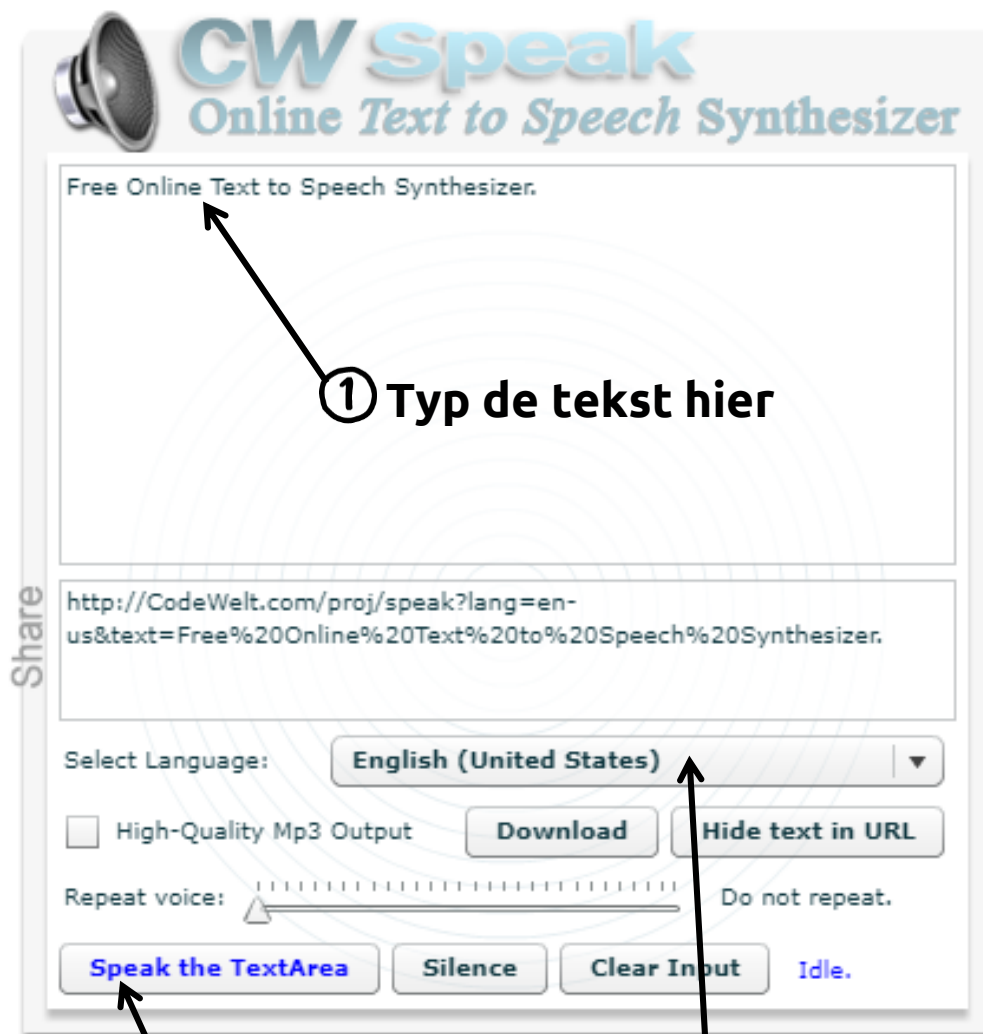 CW Speak
Online Text to Speech Synthesizer
Free Online Text to Speech Synthesizer.
1 Typ de tekst hier
Share
http://CodeWelt.com/proj/speak?lang=en-
us&text=Free%20Online%20Text%20to%20Speech%20Synthesizer.
Select Language: English (United States)
High-Quality Mp3 Output Download Hide text in URL
Repeat voice: Do not repeat.
Speak the TextArea Silence Clear Input Idle.